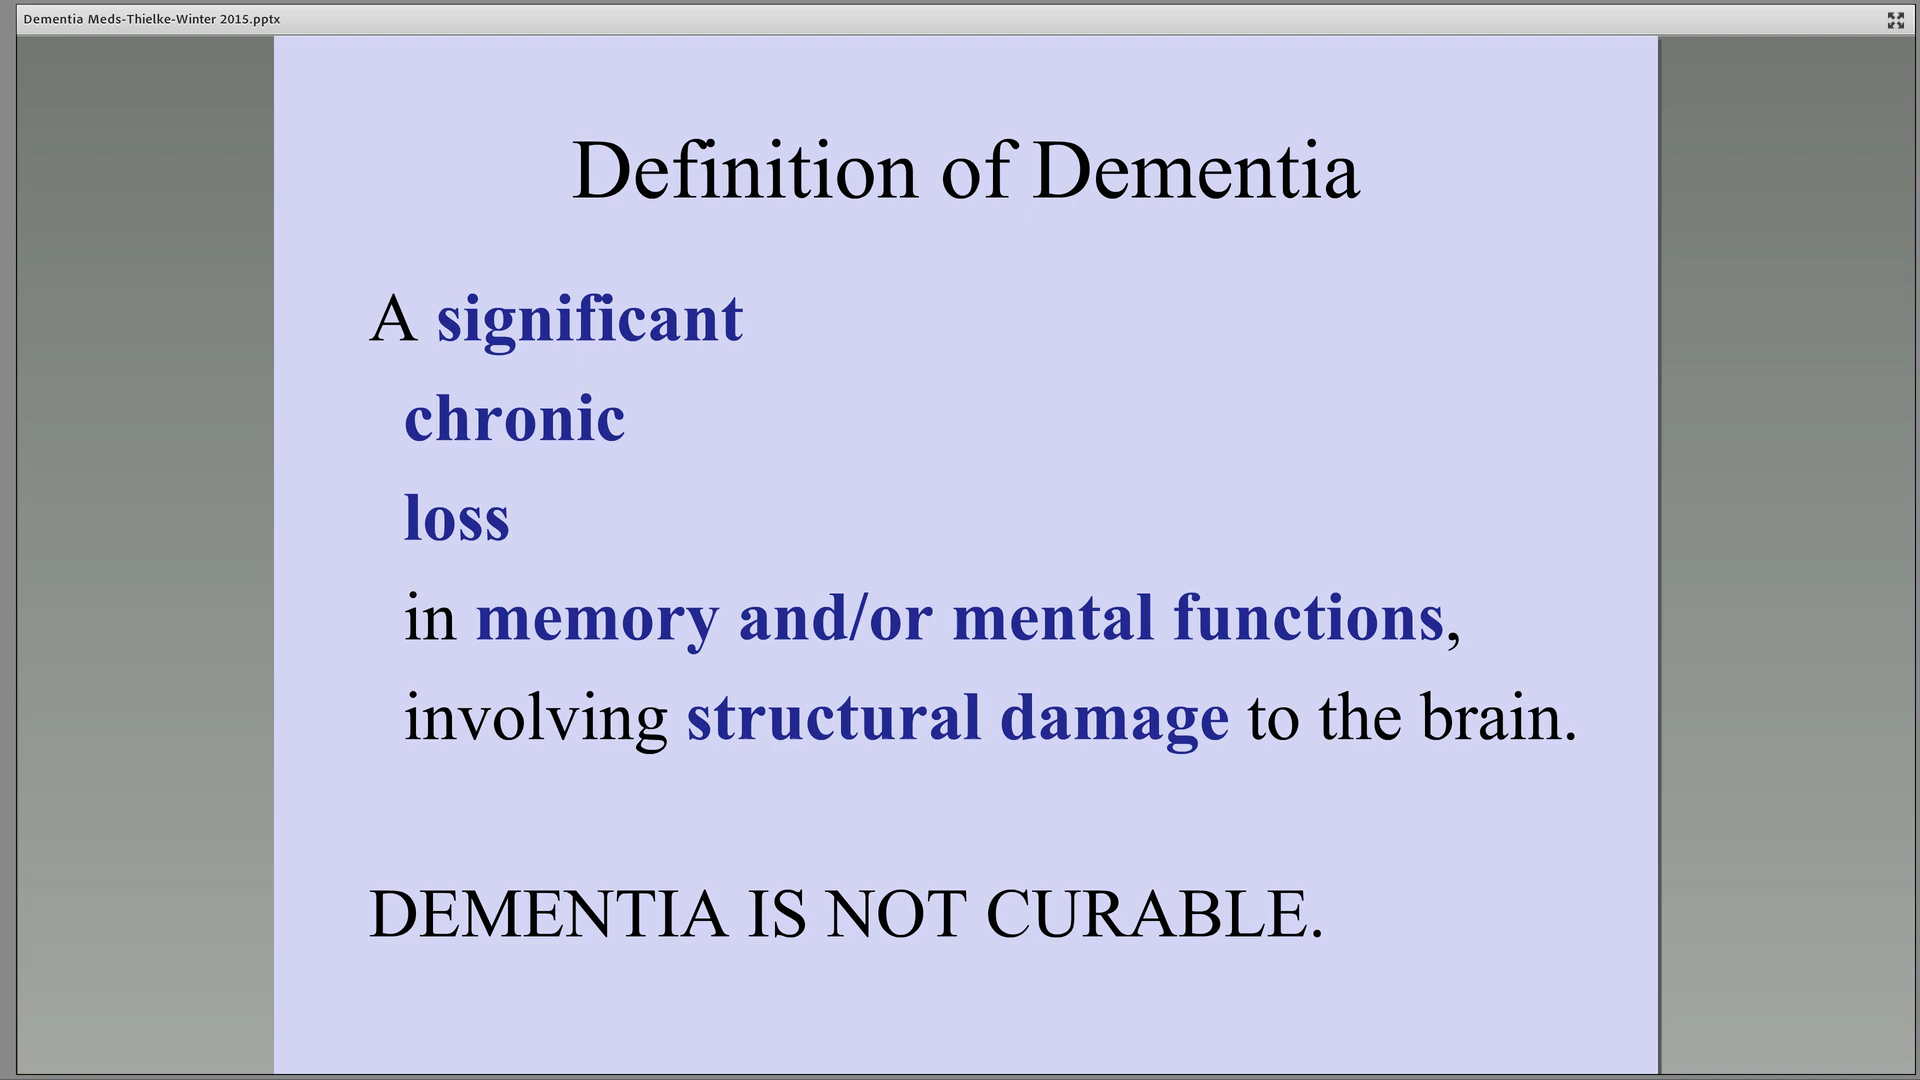 Dementia Meds-Thielke-Winter 2015.pptx
Definition of Dementia
A significant
chronic
loss
in memory and/or mental functions,
involving structural damage to the brain.
DEMENTIA IS NOT CURABLE.